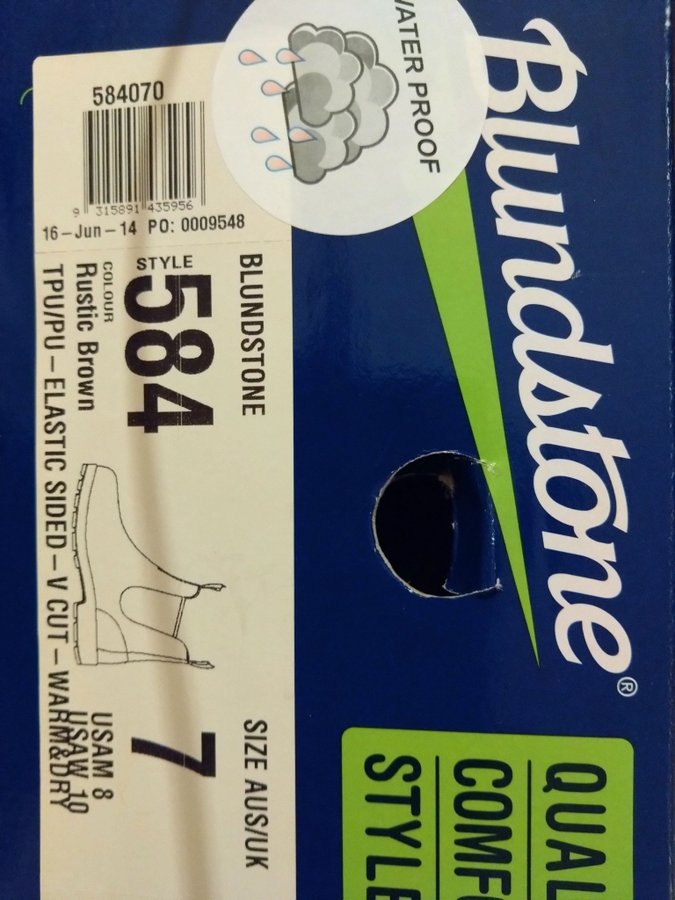 Blundstone®
WATER PROOF
584070
9 315891 435956
16-Jun-14 PO: 0009548
BLUNDSTONE
STYLE
584
COLOUR
Rustic Brown
TPU/PU-ELASTIC SIDED-V CUT-WARM&DRY
SIZE AUS/UK
7
USAM 8
USAW 10
QUAL
COMF
STYLE